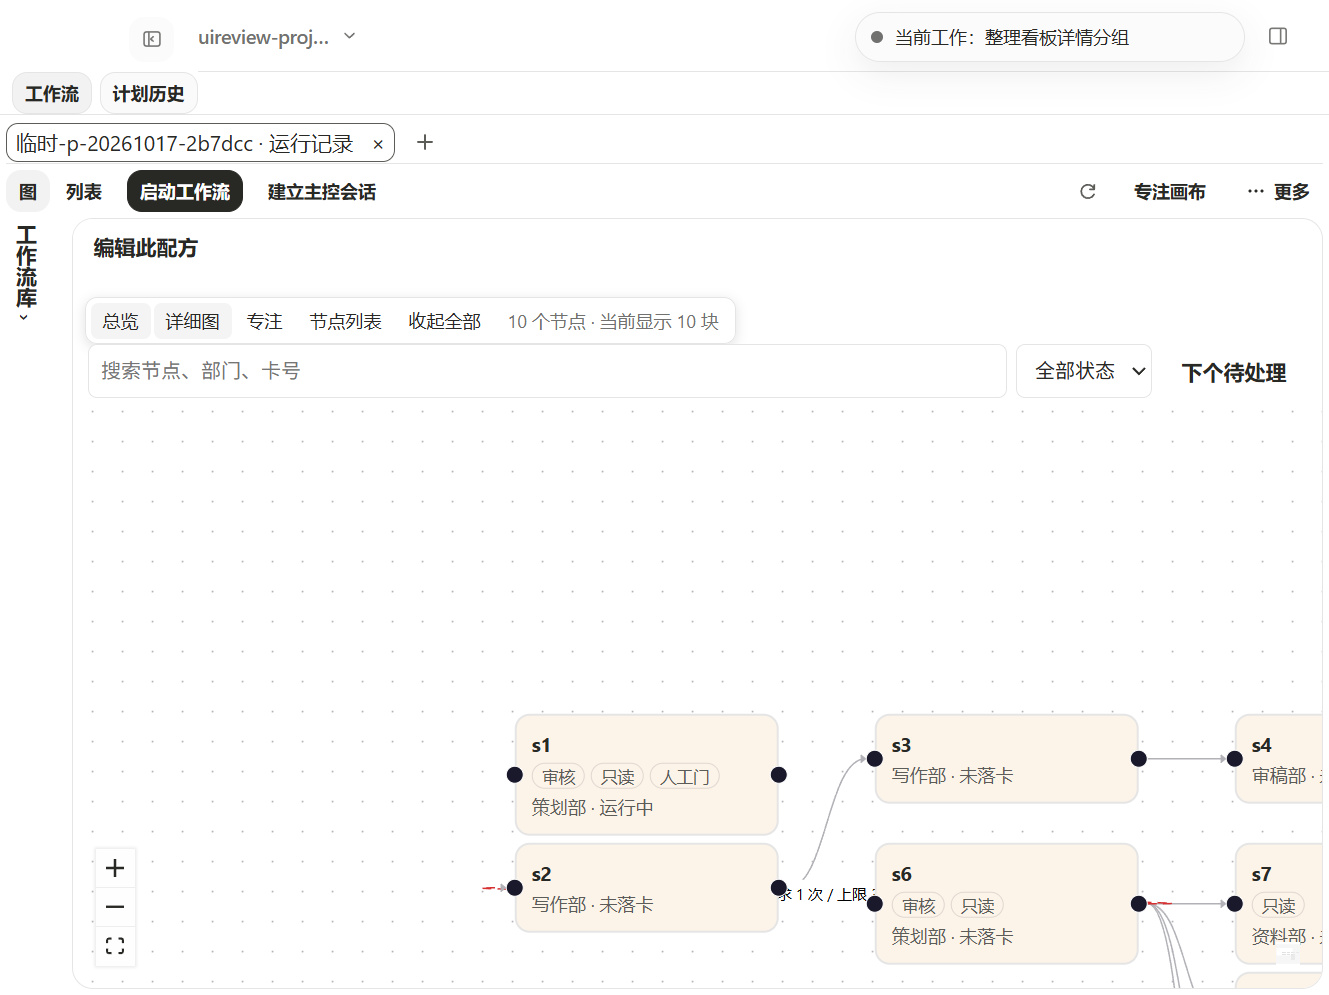 uireview-proj...
当前工作：整理看板详情分组
工作流 计划历史
临时-p-20261017-2b7dcc · 运行记录 ×
图 列表 启动工作流 建立主控会话 专注画布 ··· 更多
工作流库
编辑此配方
总览 详细图 专注 节点列表 收起全部 10 个节点 · 当前显示 10 块
搜索节点、部门、卡号 全部状态 下个待处理
s1
审核 只读 人工门
策划部 · 运行中
s3
写作部 · 未落卡
s4
审稿部 ·
s2
写作部 · 未落卡
1 次 / 上限
s6
审核 只读
策划部 · 未落卡
s7
只读
资料部 ·